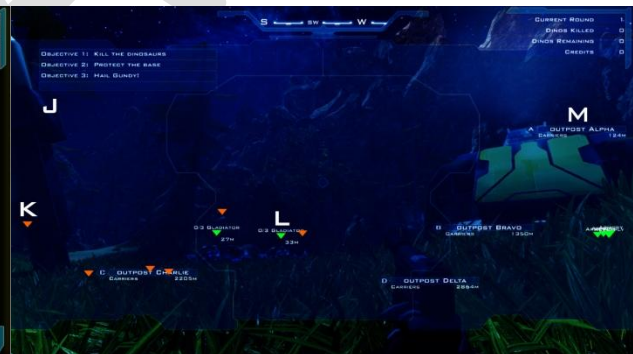 S SW W
CURRENT ROUND 1
DINOS KILLED 0
DINOS REMAINING 0
CREDITS 0
OBJECTIVE 1: KILL THE DINOSAURS
OBJECTIVE 2: PROTECT THE BASE
OBJECTIVE 3: HAIL GUNDY!
J
M
A OUTPOST ALPHA
CARRIERS 124M
K
L
D:3 GLADIATOR
27M
D:3 GLADIATOR
33M
B OUTPOST BRAVO
CARRIERS 1350M
C OUTPOST CHARLIE
CARRIERS 2205M
D OUTPOST DELTA
CARRIERS 2864M